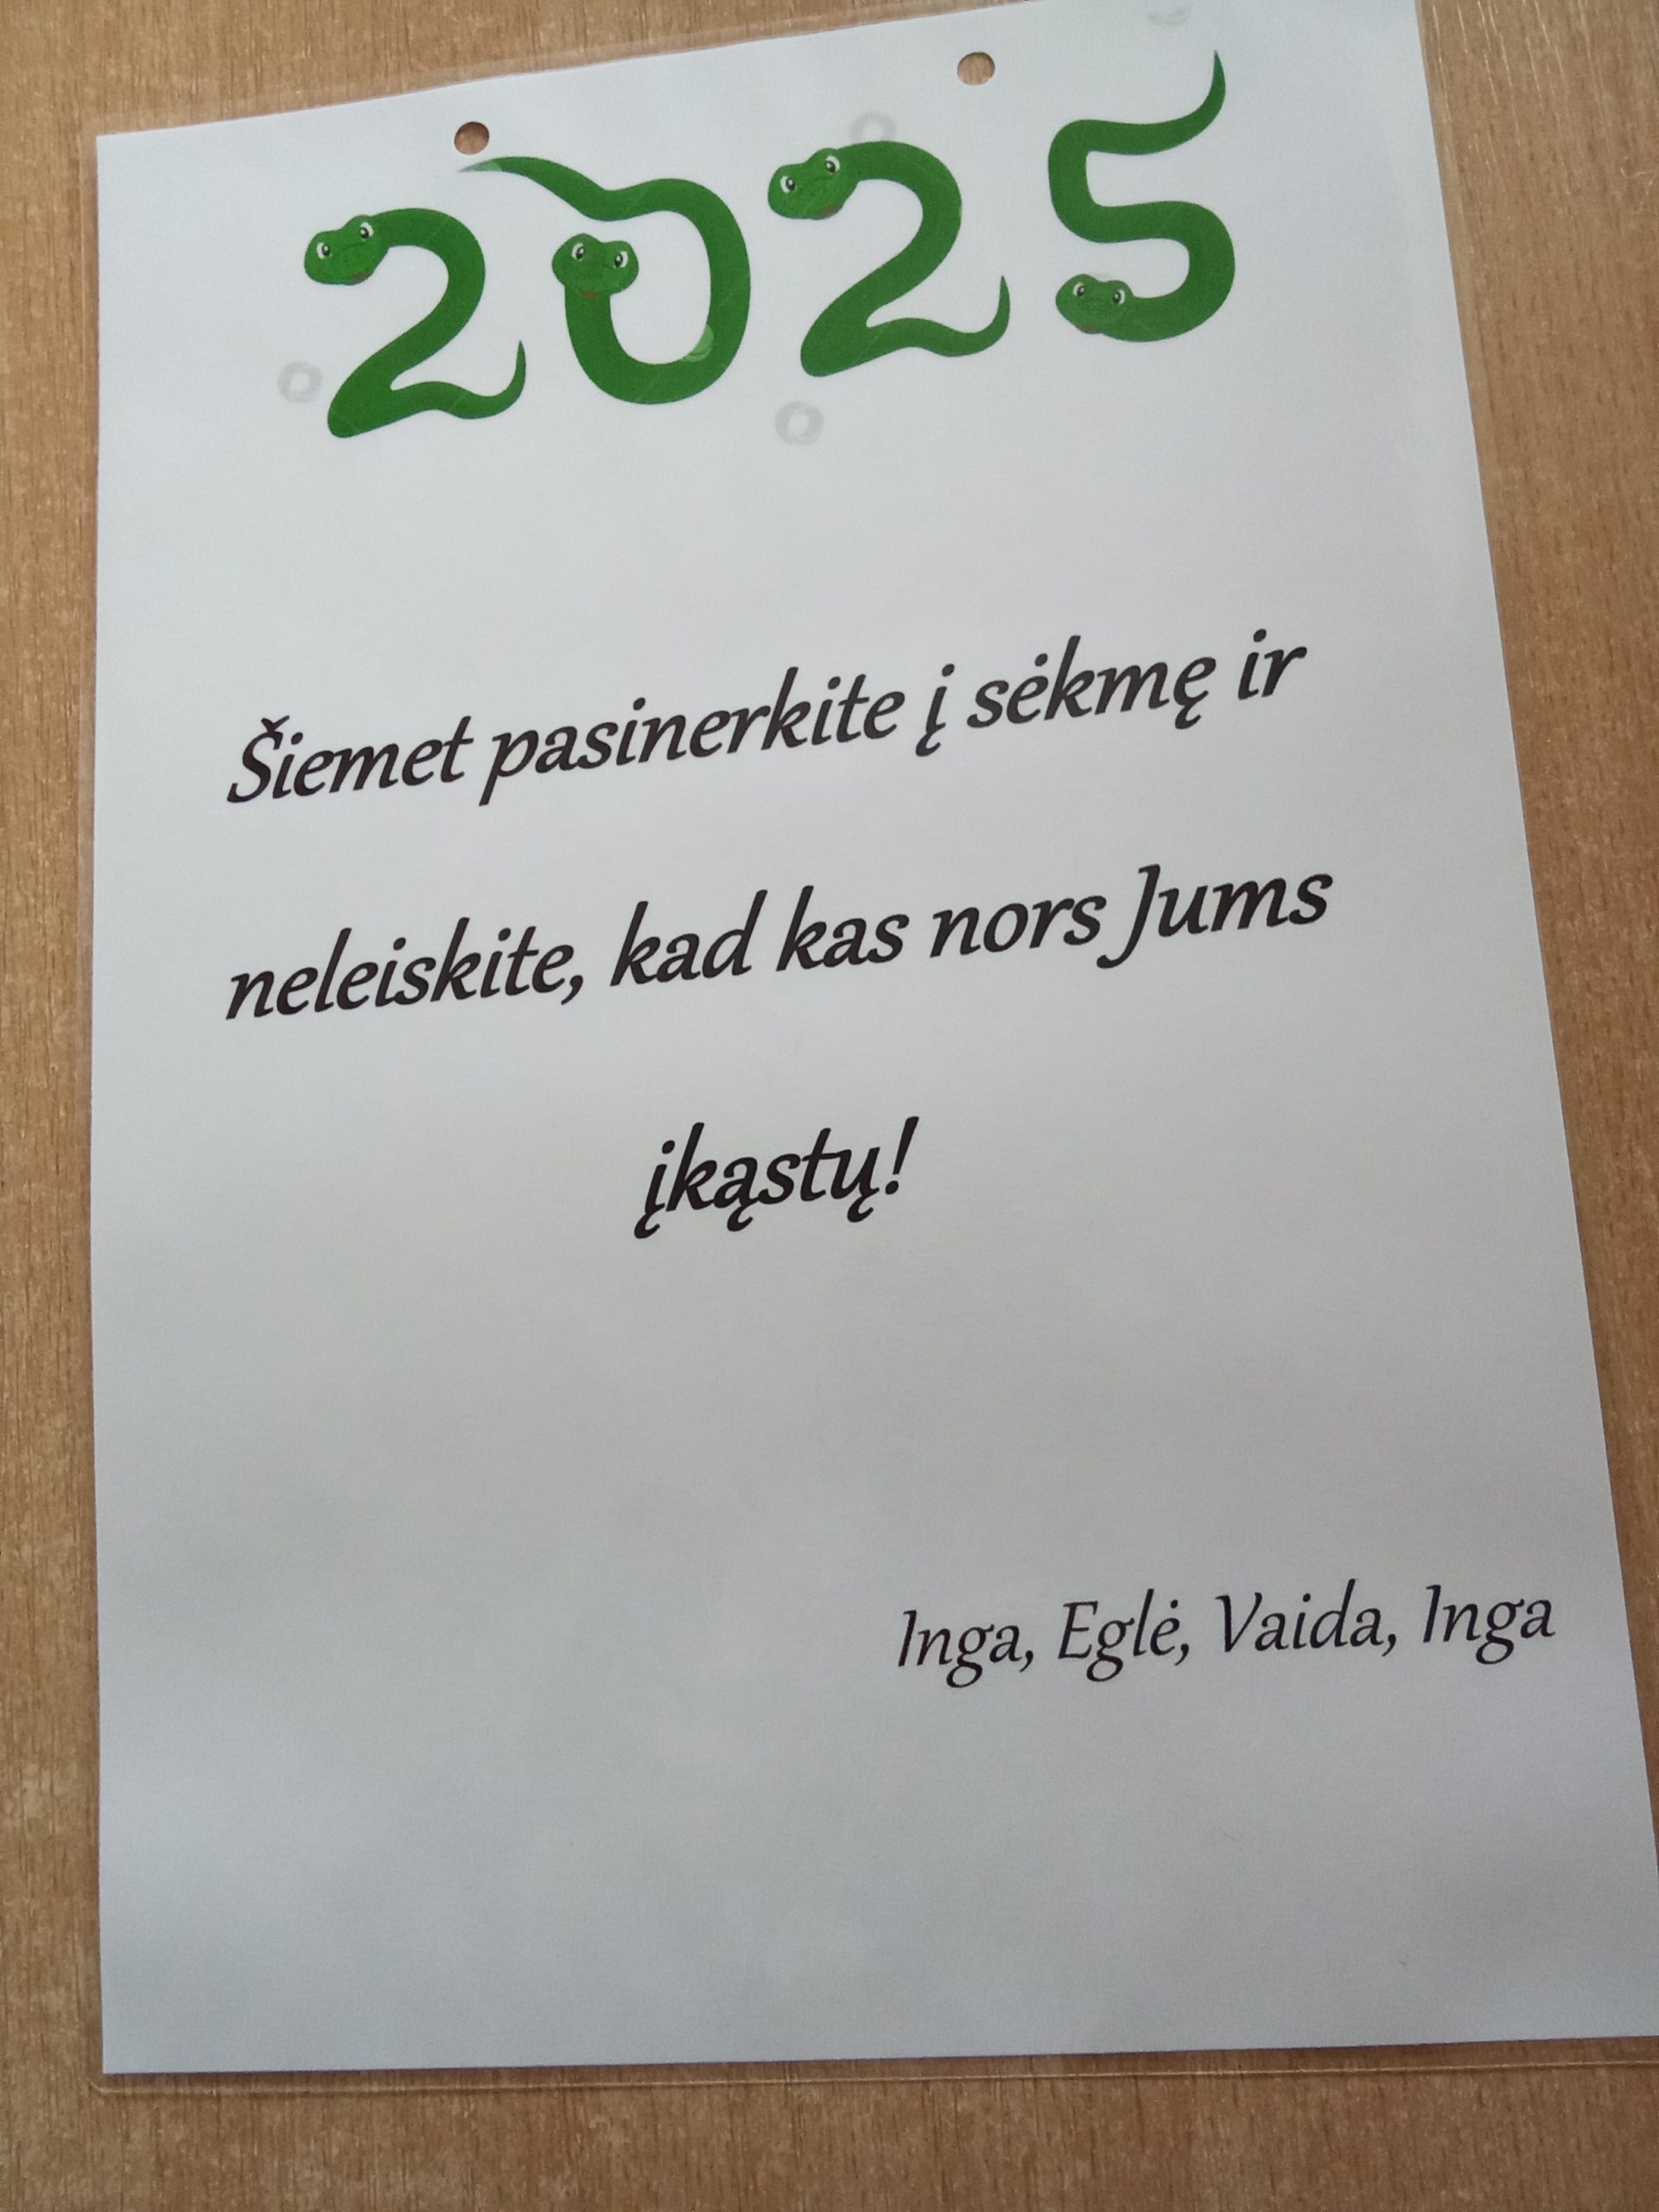 2025
Šiemet pasinerkite į sėkmę ir
neleiskite, kad kas nors Jums
įkąstų!
Inga, Eglė, Vaida, Inga